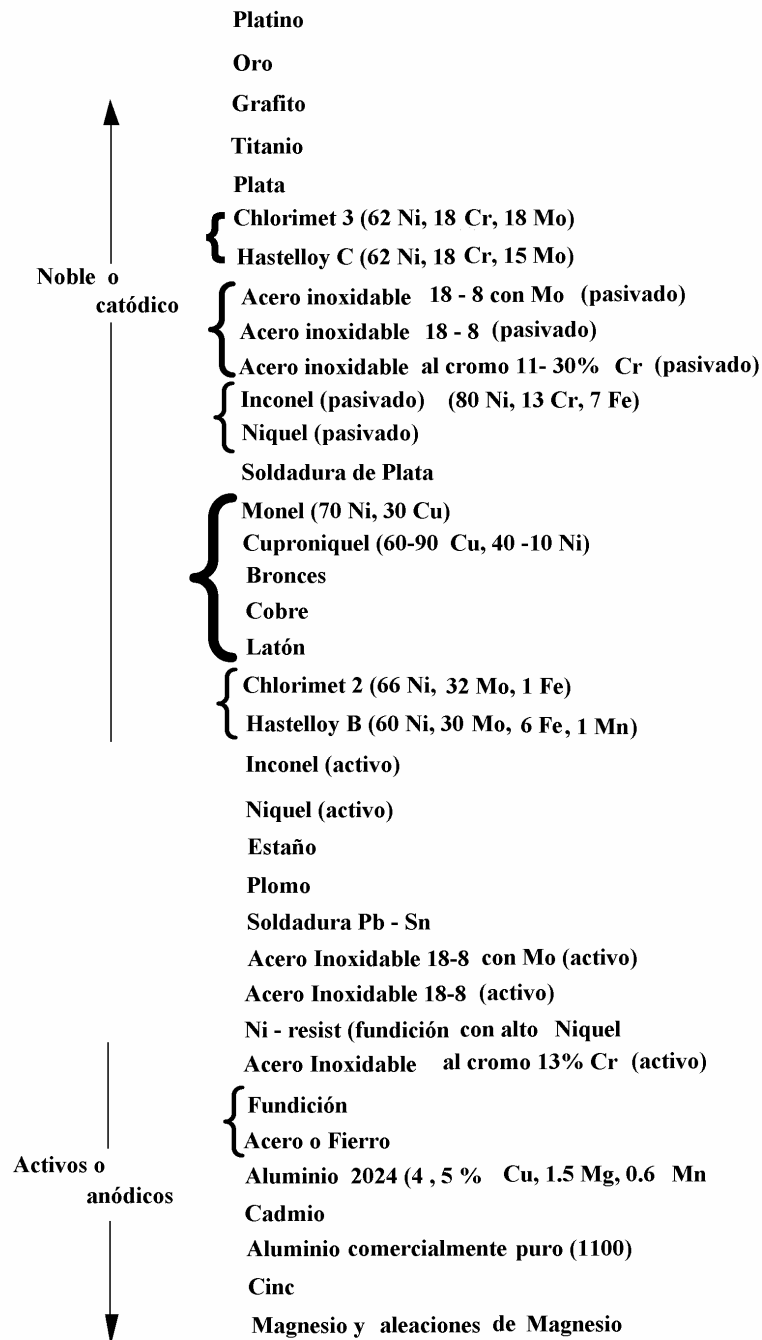 Platino
Oro
Grafito
Titanio
Plata
Chlorimet 3 (62 Ni, 18 Cr, 18 Mo)
Hastelloy C (62 Ni, 18 Cr, 15 Mo)
Noble o
catódico
Acero inoxidable 18 - 8 con Mo (pasivado)
Acero inoxidable 18 - 8 (pasivado)
Acero inoxidable al cromo 11- 30% Cr (pasivado)
Inconel (pasivado) (80 Ni, 13 Cr, 7 Fe)
Niquel (pasivado)
Soldadura de Plata
Monel (70 Ni, 30 Cu)
Cuproniquel (60-90 Cu, 40 -10 Ni)
Bronces
Cobre
Latón
Chlorimet 2 (66 Ni, 32 Mo, 1 Fe)
Hastelloy B (60 Ni, 30 Mo, 6 Fe, 1 Mn)
Inconel (activo)
Niquel (activo)
Estaño
Plomo
Soldadura Pb - Sn
Acero Inoxidable 18-8 con Mo (activo)
Acero Inoxidable 18-8 (activo)
Ni - resist (fundición con alto Niquel
Acero Inoxidable al cromo 13% Cr (activo)
Fundición
Acero o Fierro
Activos o
anódicos
Aluminio 2024 (4 , 5 % Cu, 1.5 Mg, 0.6 Mn
Cadmio
Aluminio comercialmente puro (1100)
Cinc
Magnesio y aleaciones de Magnesio